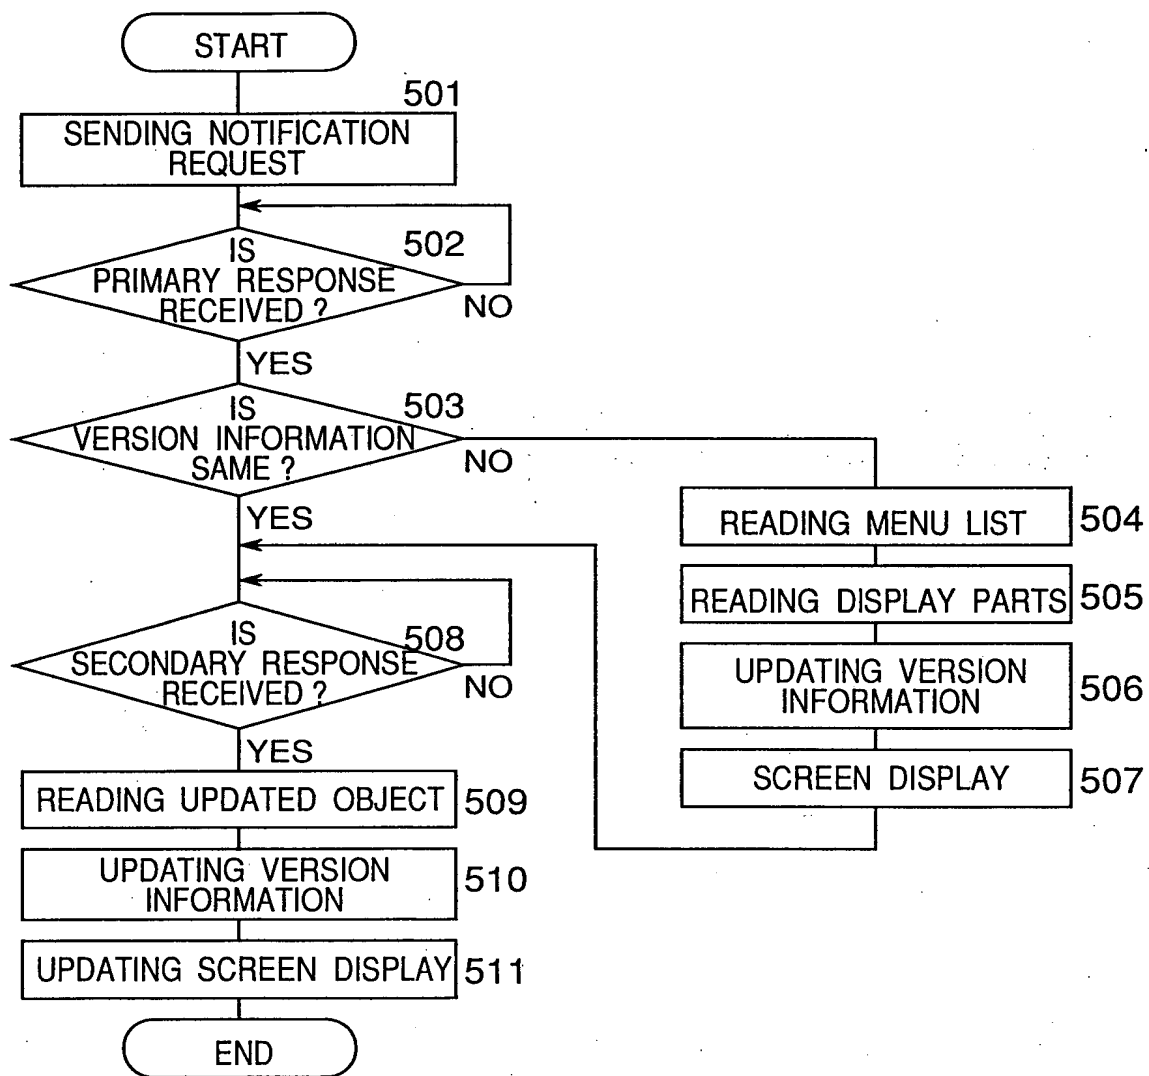 START
501
SENDING NOTIFICATION
REQUEST
IS
502
PRIMARY RESPONSE
RECEIVED ?
NO
YES
IS
503
VERSION INFORMATION
SAME ?
NO
YES
READING MENU LIST 504
READING DISPLAY PARTS 505
UPDATING VERSION
INFORMATION
506
SCREEN DISPLAY 507
IS
508
SECONDARY RESPONSE
RECEIVED ?
NO
YES
READING UPDATED OBJECT 509
UPDATING VERSION
INFORMATION
510
UPDATING SCREEN DISPLAY 511
END